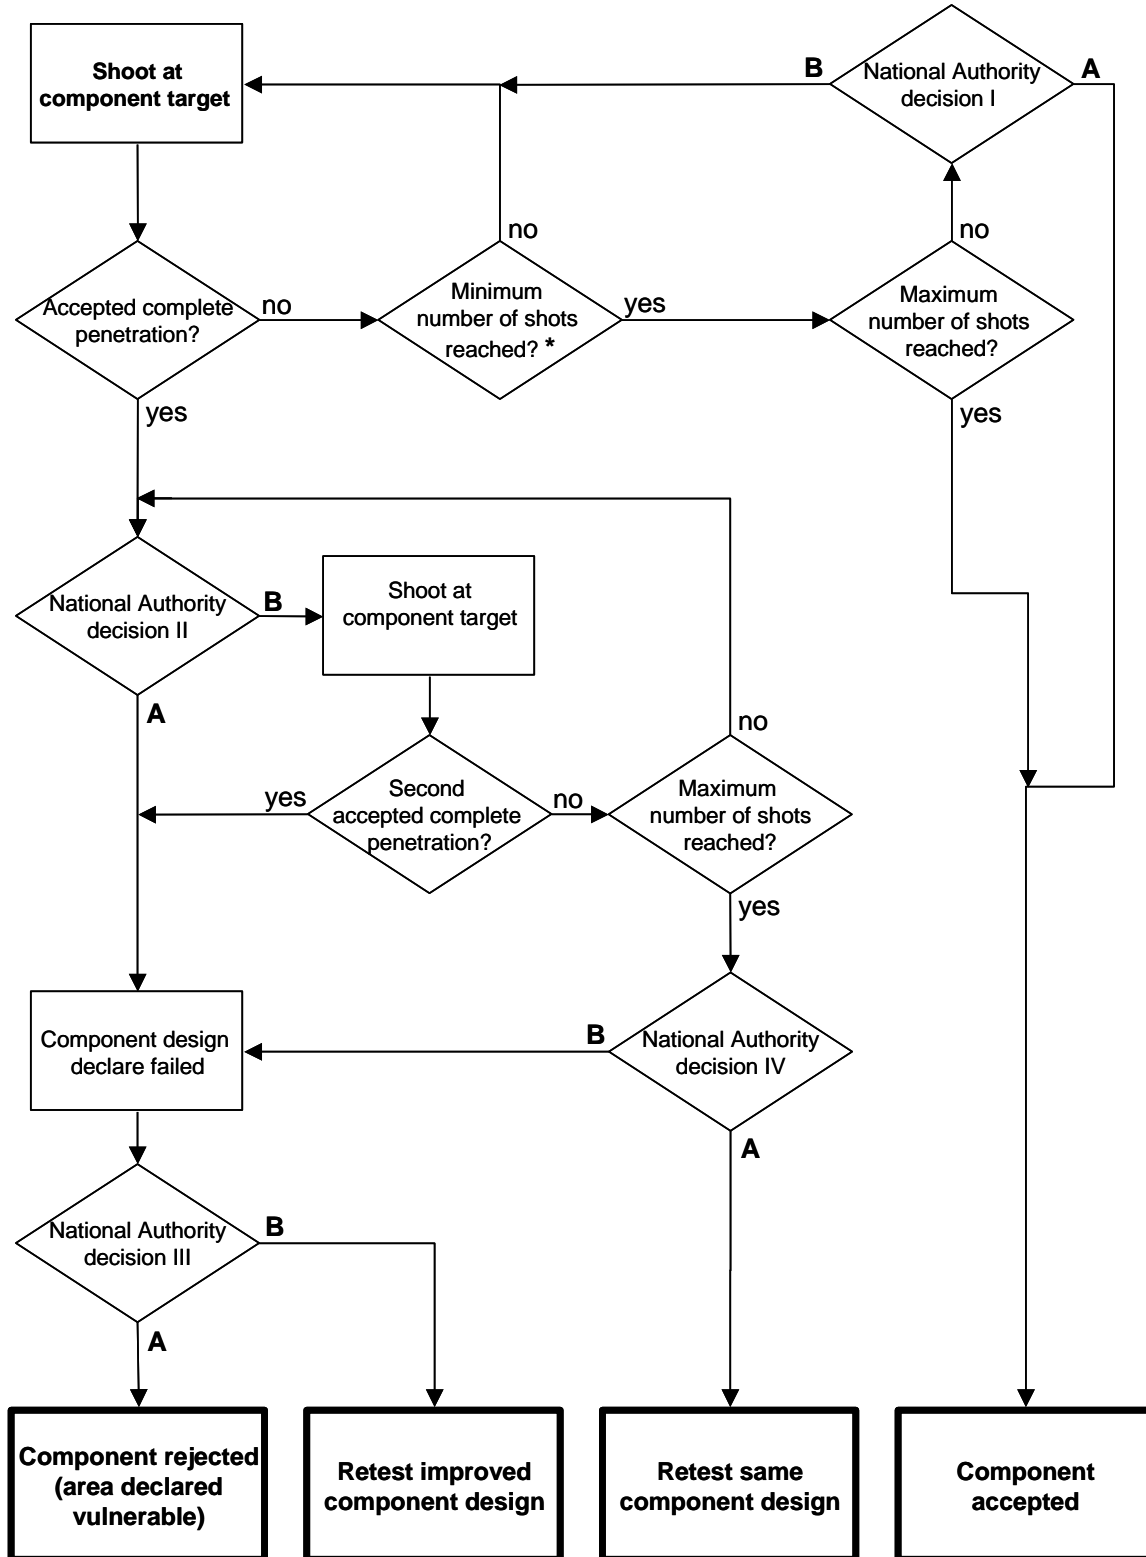 Shoot at
component target
B
National Authority
decision I
A
no
no
Accepted complete
penetration?
no
Minimum
number of shots
reached? *
yes
Maximum
number of shots
reached?
yes
yes
National Authority
decision II
B
Shoot at
component target
A
no
yes
Second
accepted complete
penetration?
no
Maximum
number of shots
reached?
yes
Component design
declare failed
B
National Authority
decision IV
A
National Authority
decision III
B
A
Component rejected
(area declared
vulnerable)
Retest improved
component design
Retest same
component design
Component
accepted